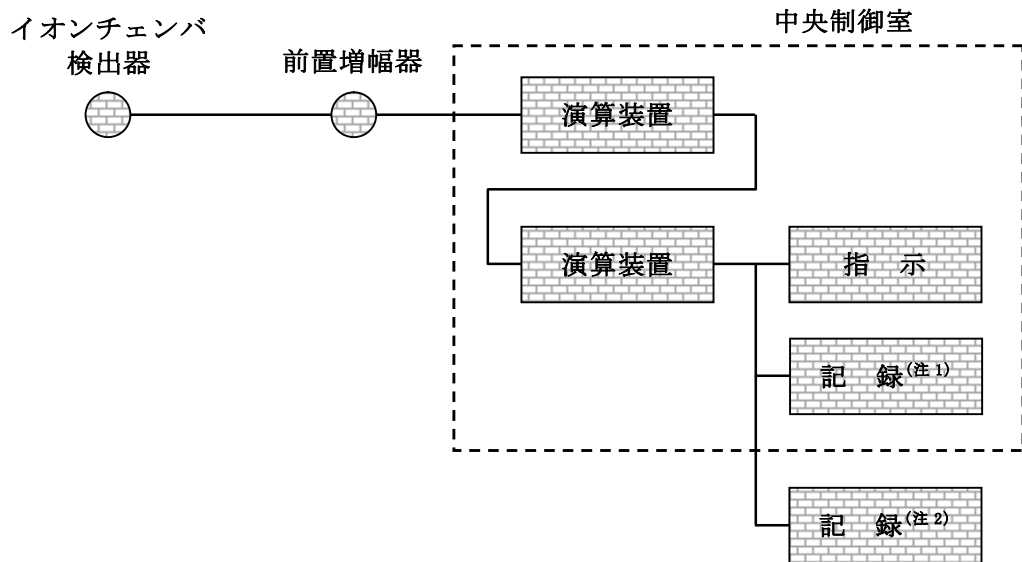 中央制御室
イオンチェンバ
検出器
前置増幅器
演算装置
演算装置
指 示
記 録(注1)
記 録(注2)